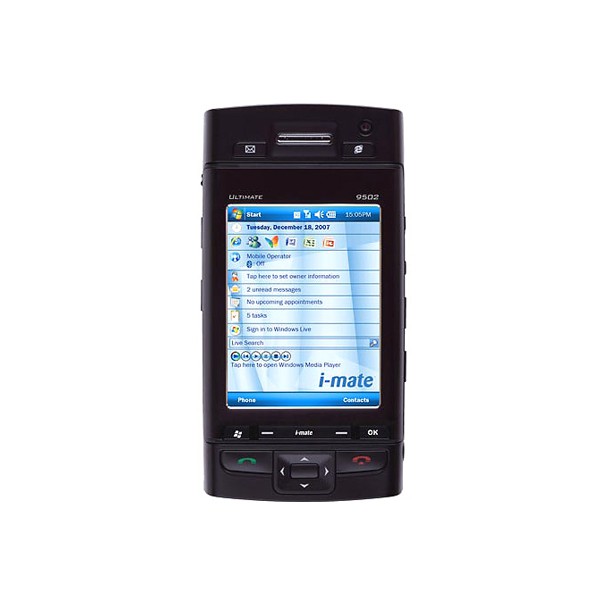 ULTIMATE 9502
Start 15:05PM
Tuesday, December 18, 2007
Mobile Operator
Off
Tap here to set owner information
2 unread messages
No upcoming appointments
5 tasks
Sign in to Windows Live
Live Search
Tap here to open Windows Media Player
i-mate
Phone Contacts
i-mate OK